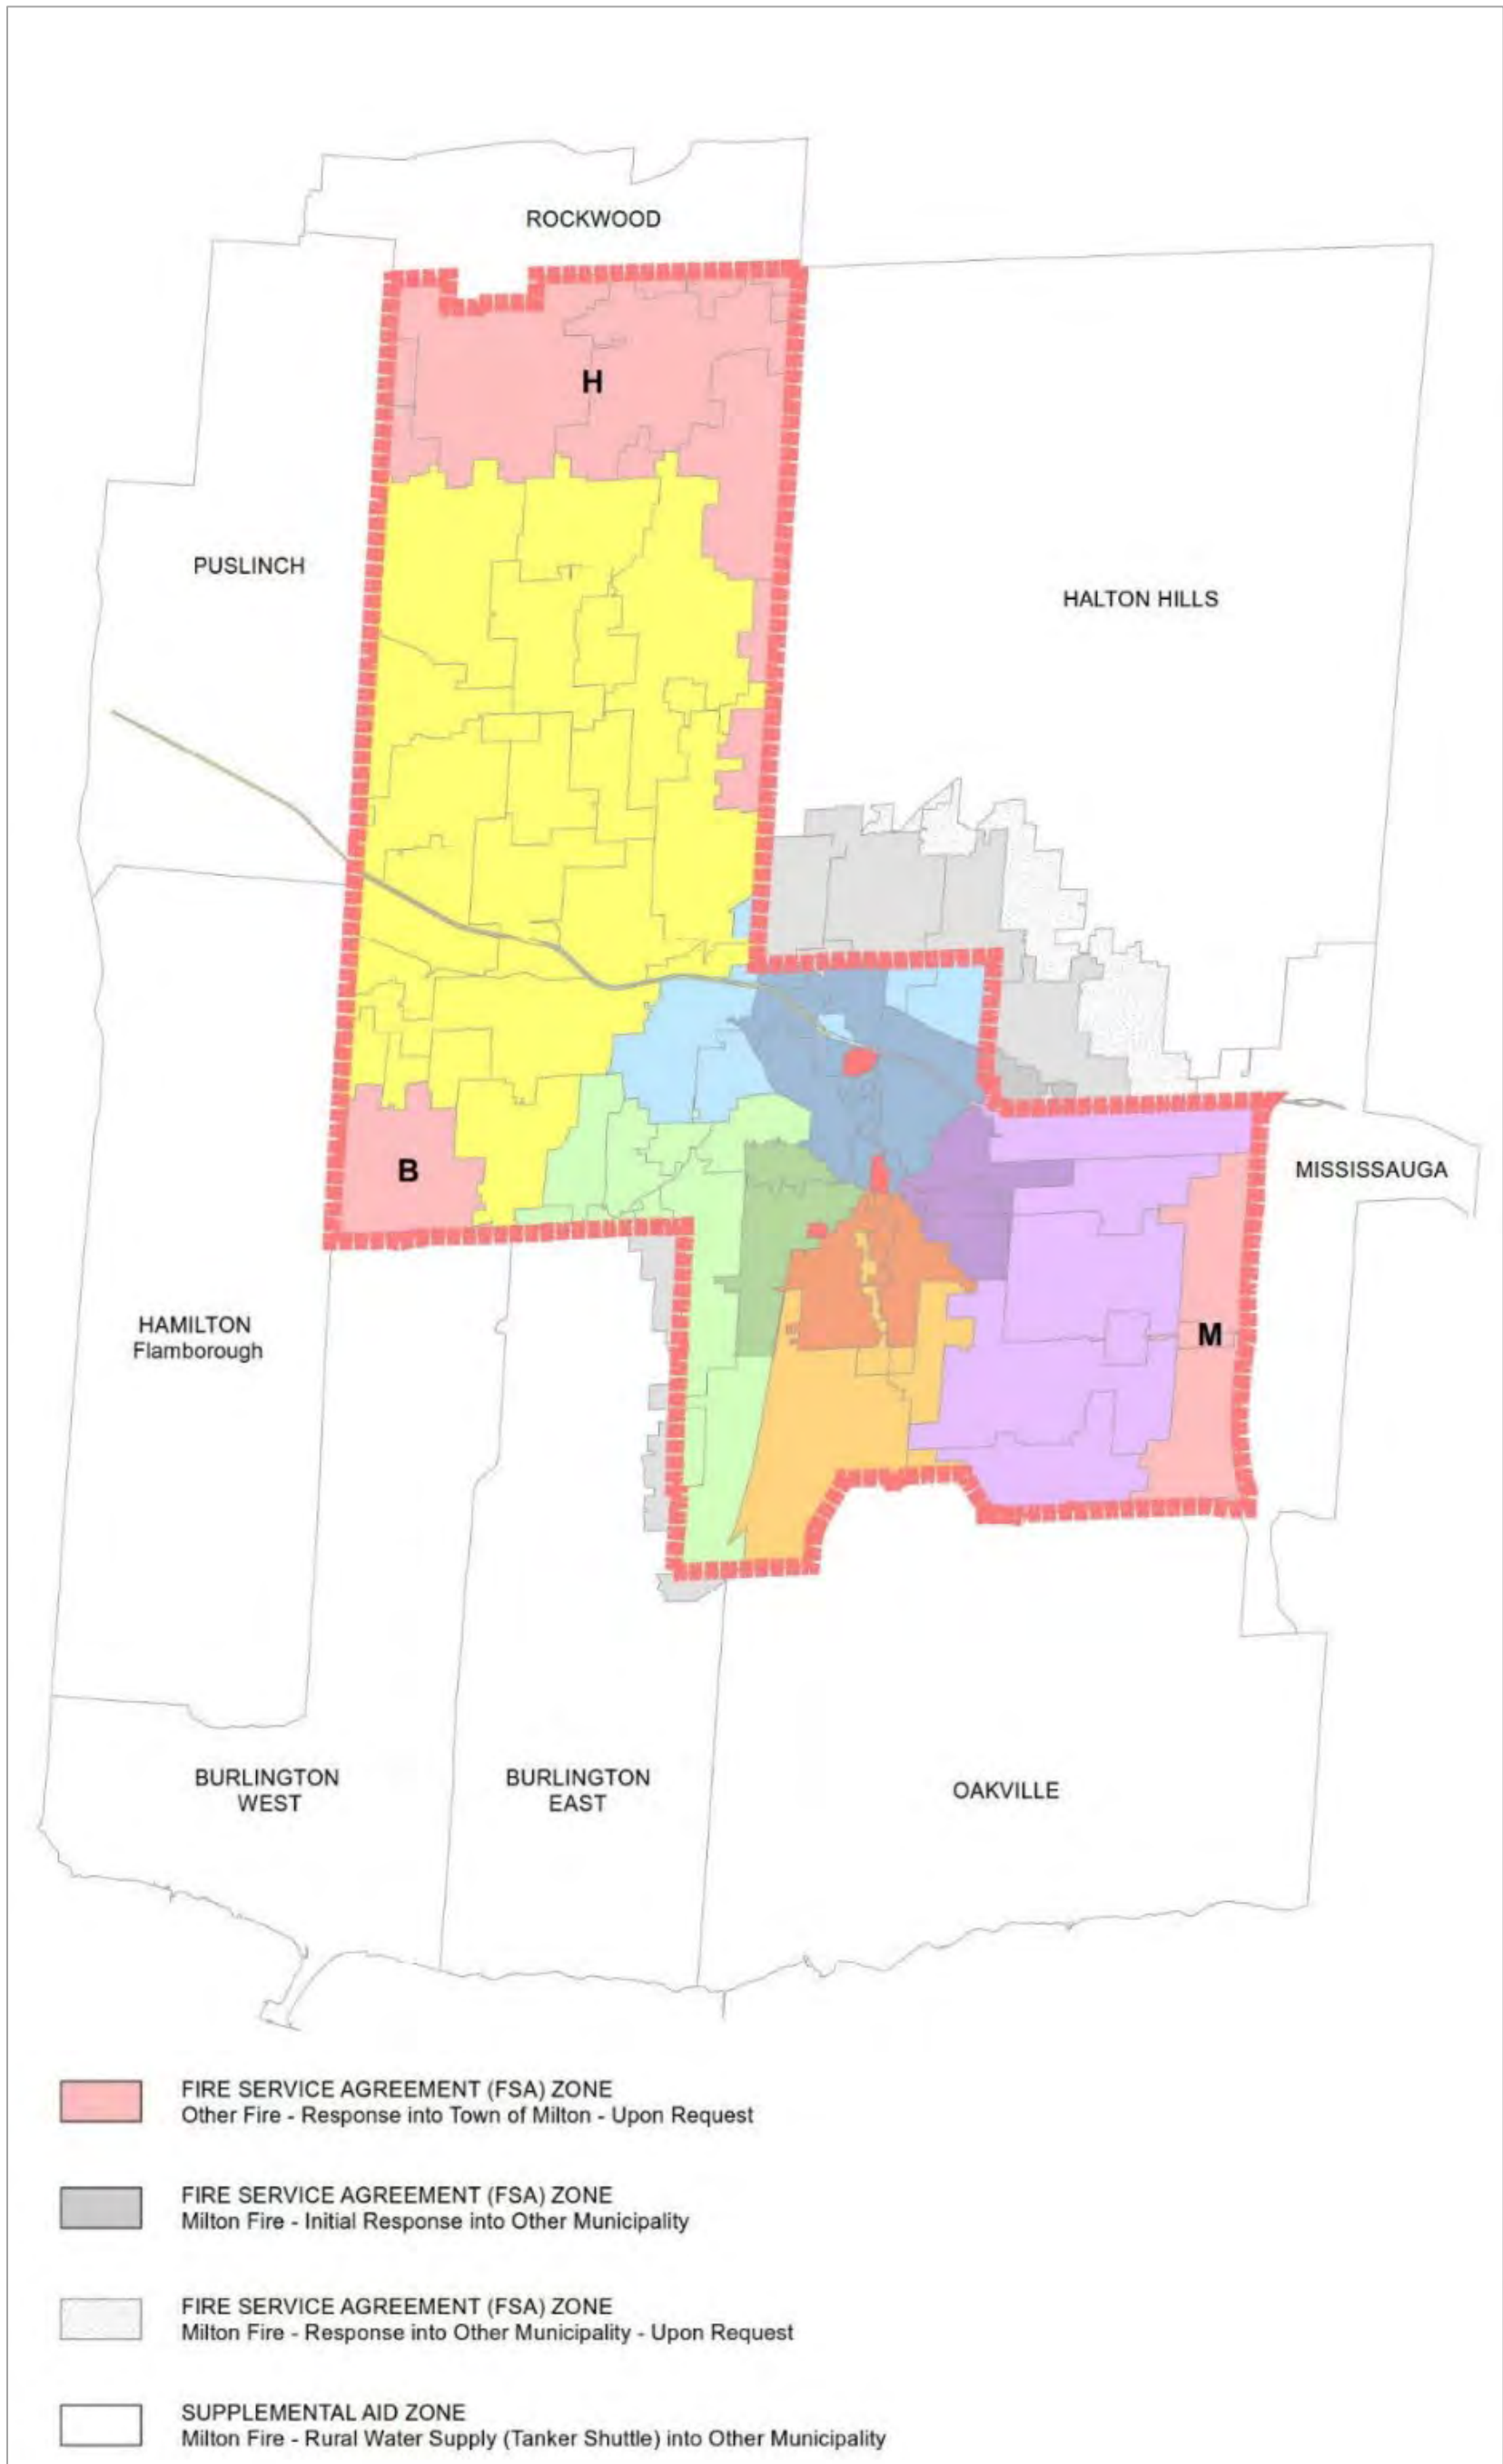 ROCKWOOD
H
PUSLINCH
HALTON HILLS
B
MISSISSAUGA
HAMILTON
Flamborough
M
BURLINGTON
WEST
BURLINGTON
EAST
OAKVILLE
FIRE SERVICE AGREEMENT (FSA) ZONE
Other Fire - Response into Town of Milton - Upon Request
FIRE SERVICE AGREEMENT (FSA) ZONE
Milton Fire - Initial Response into Other Municipality
FIRE SERVICE AGREEMENT (FSA) ZONE
Milton Fire - Response into Other Municipality - Upon Request
SUPPLEMENTAL AID ZONE
Milton Fire - Rural Water Supply (Tanker Shuttle) into Other Municipality